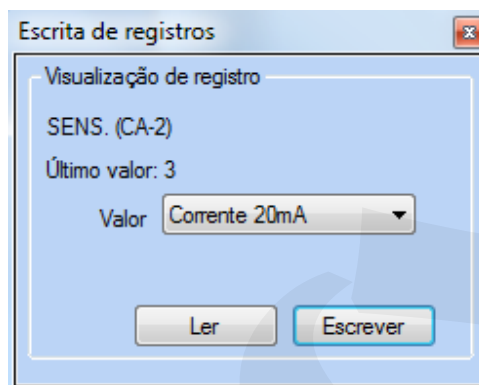 Escrita de registros
Visualização de registro
SENS. (CA-2)
Último valor: 3
Valor Corrente 20mA
Ler Escrever